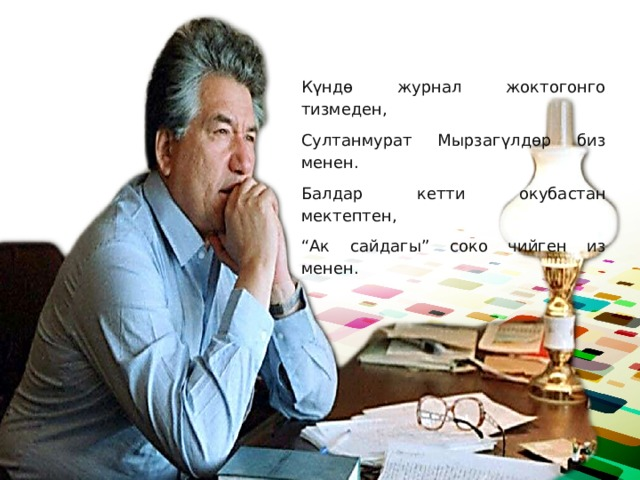 Күндө журнал жоктогонго
тизмеден,
Султанмурат Мырзагүлдөр биз
менен.
Балдар кетти окубастан
мектептен,
“Ак сайдагы” соко чийген из
менен.